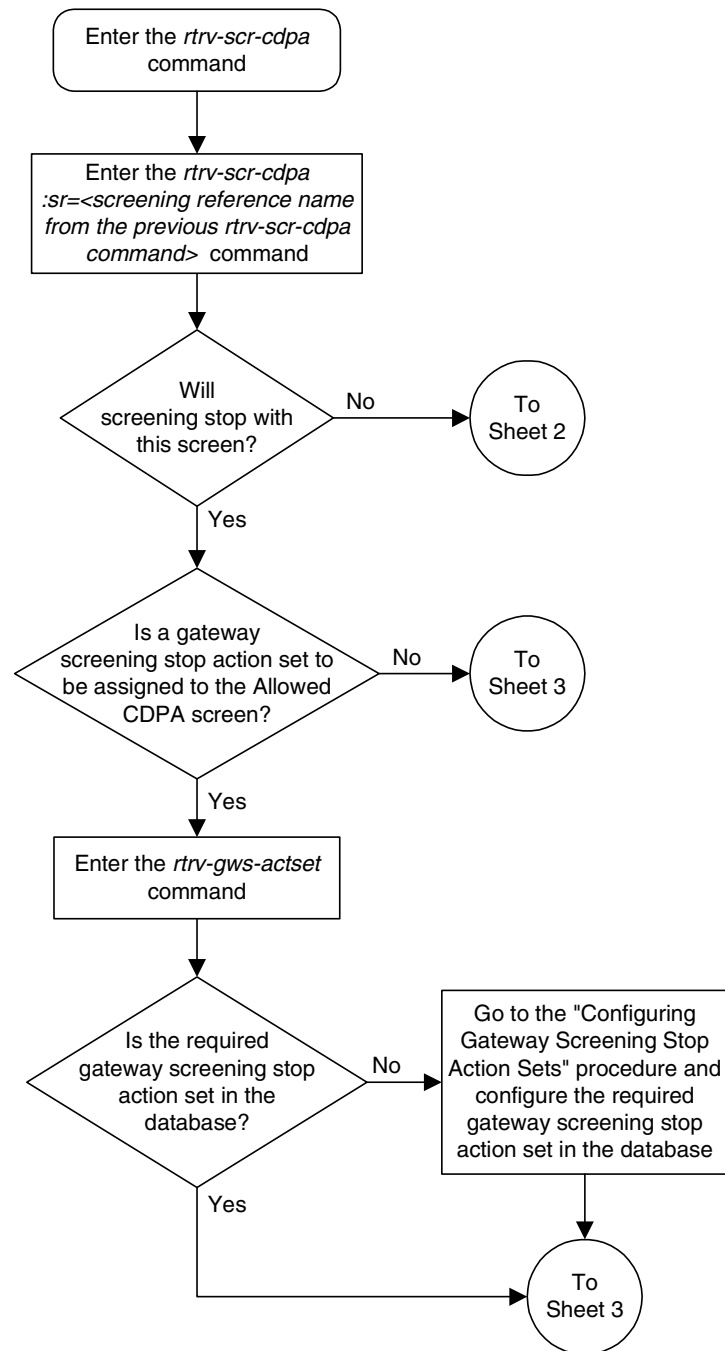 Enter the rtrv-scr-cdpa
command
Enter the rtrv-scr-cdpa
:sr=<screening reference name
from the previous rtrv-scr-cdpa
command> command
Will
screening stop with
this screen?
No
To
Sheet 2
Yes
Is a gateway
screening stop action set to
be assigned to the Allowed
CDPA screen?
No
To
Sheet 3
Yes
Enter the rtrv-gws-actset
command
Is the required
gateway screening stop
action set in the
database?
No
Go to the "Configuring
Gateway Screening Stop
Action Sets" procedure and
configure the required
gateway screening stop
action set in the database
Yes
To
Sheet 3